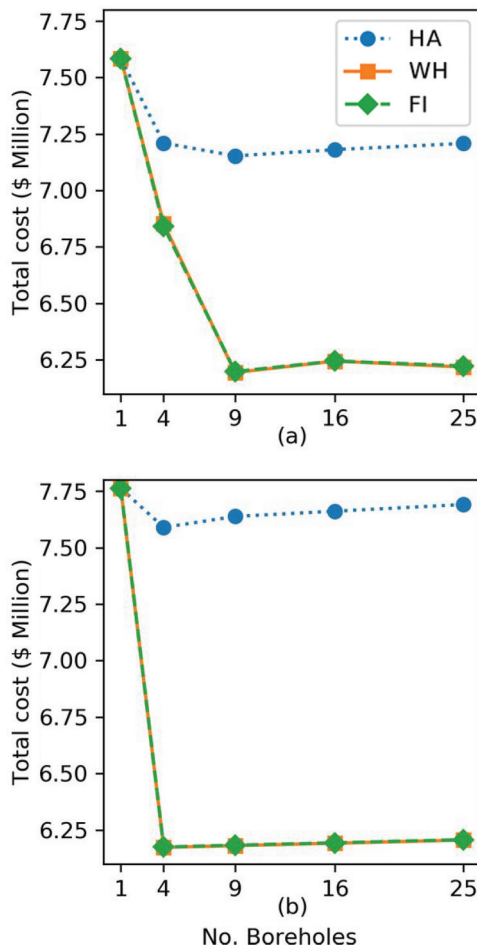 7.75
7.50
7.25
7.00
6.75
6.50
6.25
Total cost ($ Million)
HA
WH
FI
1 4 9 16 25
(a)
7.75
7.50
7.25
7.00
6.75
6.50
6.25
Total cost ($ Million)
1 4 9 16 25
(b)
No. Boreholes